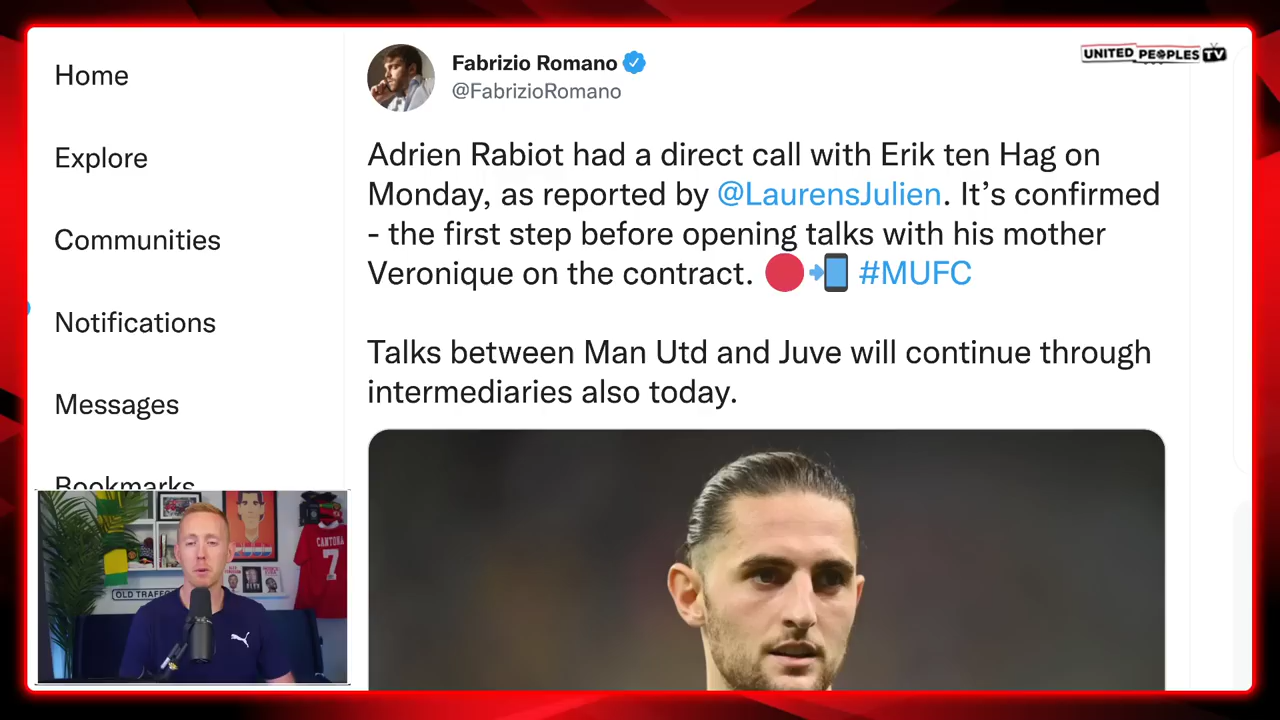 Home
Explore
Communities
Notifications
Messages
Bookmarks
Fabrizio Romano
@FabrizioRomano
UNITED PEOPLES TV
Adrien Rabiot had a direct call with Erik ten Hag on
Monday, as reported by @LaurensJulien. It’s confirmed
- the first step before opening talks with his mother
Veronique on the contract. 🔴📲 #MUFC
Talks between Man Utd and Juve will continue through
intermediaries also today.
CANTONA
7
OLD TRAFFO